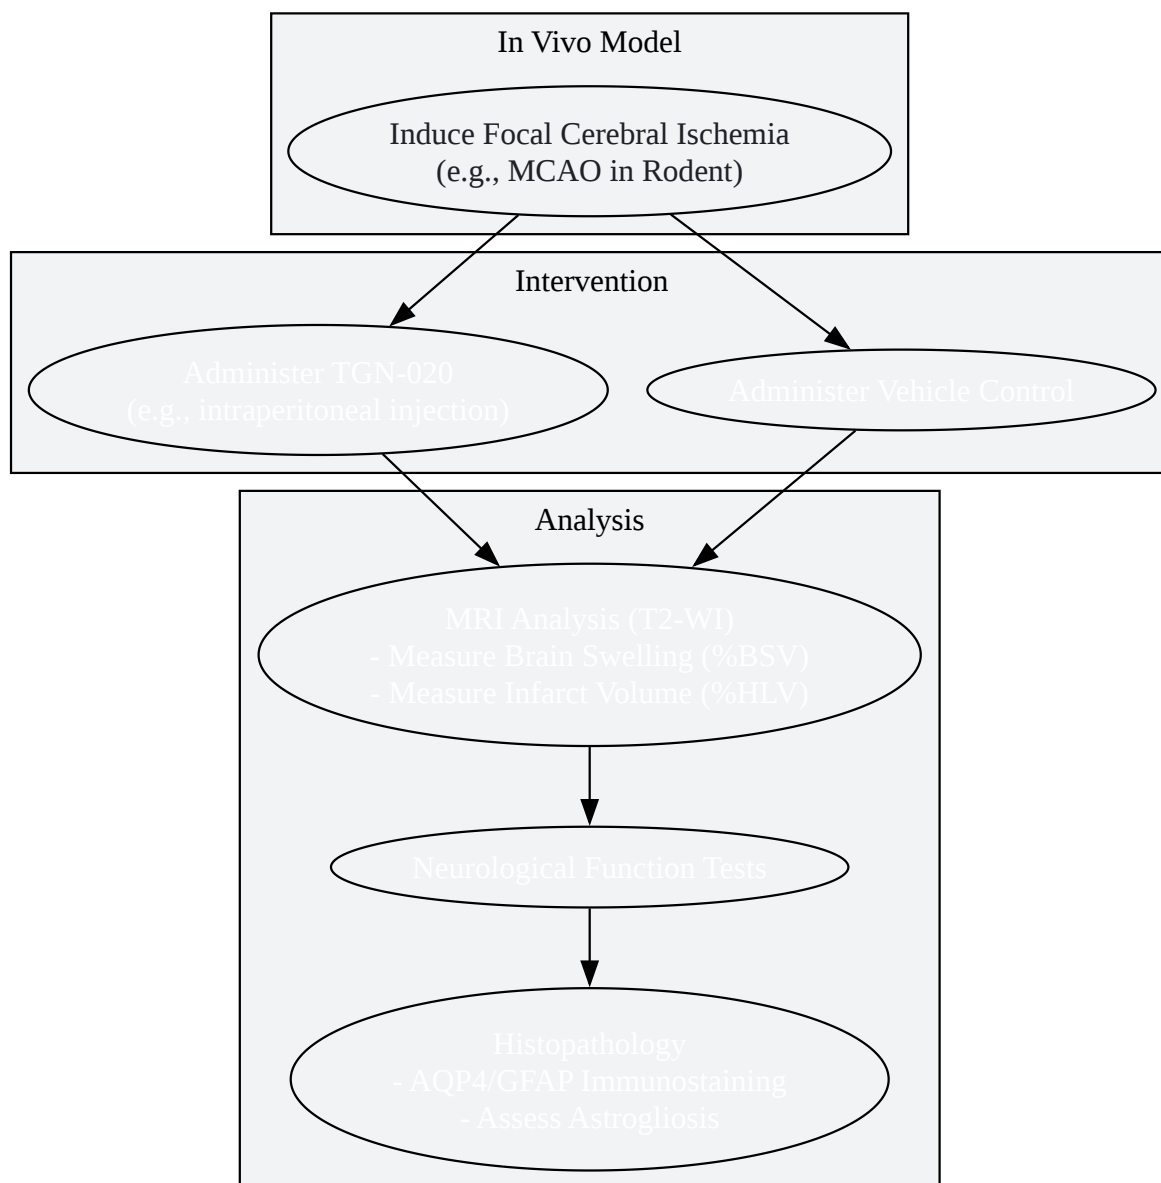 In Vivo Model
Induce Focal Cerebral Ischemia
(e.g., MCAO in Rodent)
Intervention
Administer TGN-020
(e.g., intraperitoneal injection)
Administer Vehicle Control
Analysis
MRI Analysis (T2-WI)
- Measure Brain Swelling (%BSV)
- Measure Infarct Volume (%HLV)
Neurological Function Tests
Histopathology
- AQP4/GFAP Immunostaining
- Assess Astrogliosis